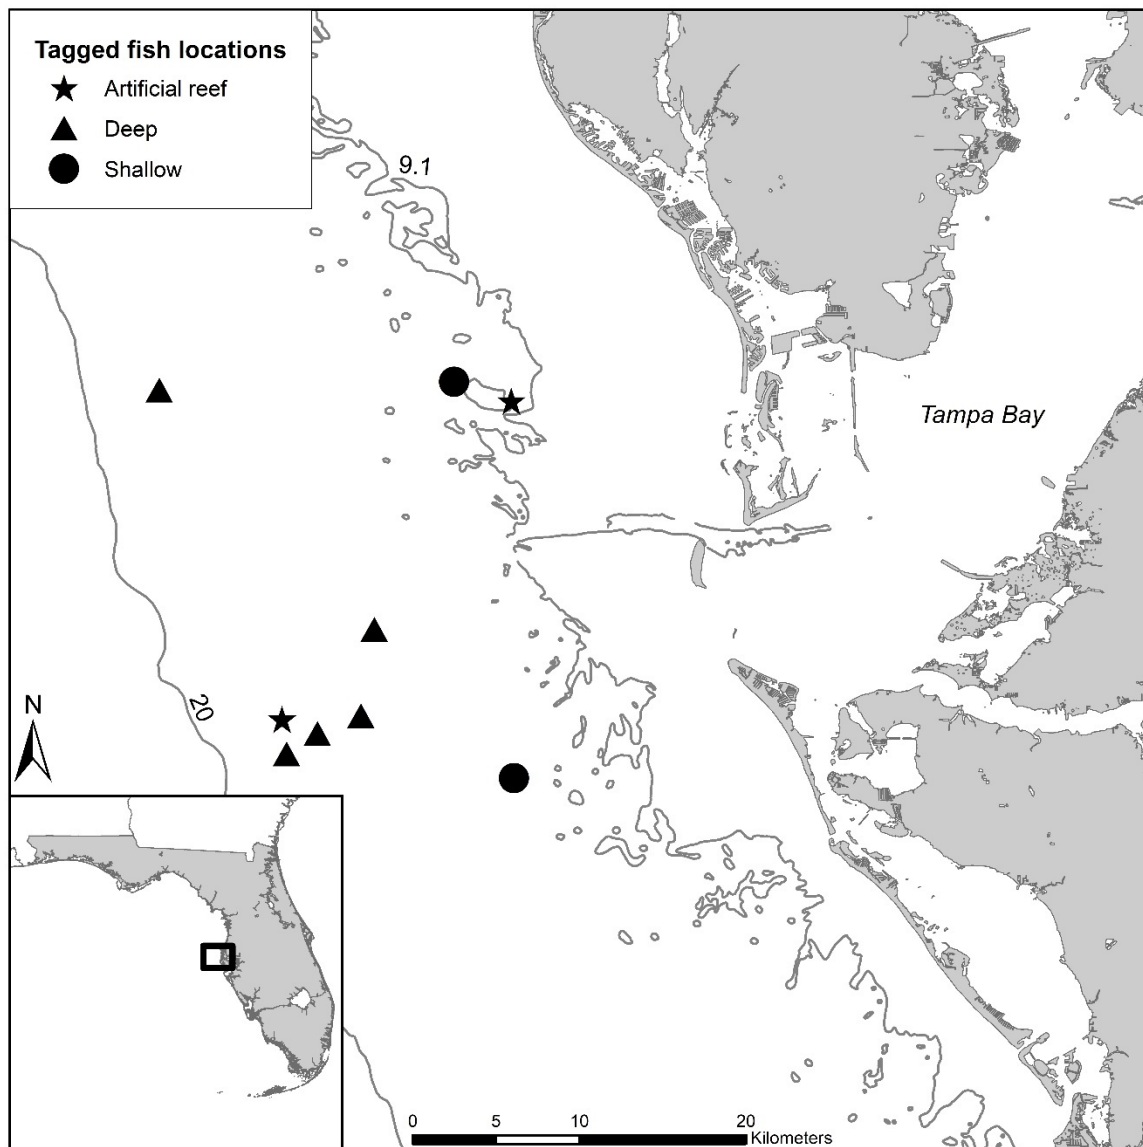 Tagged fish locations
Artificial reef
Deep
Shallow
9.1
Tampa Bay
20
N
0 5 10 20
Kilometers